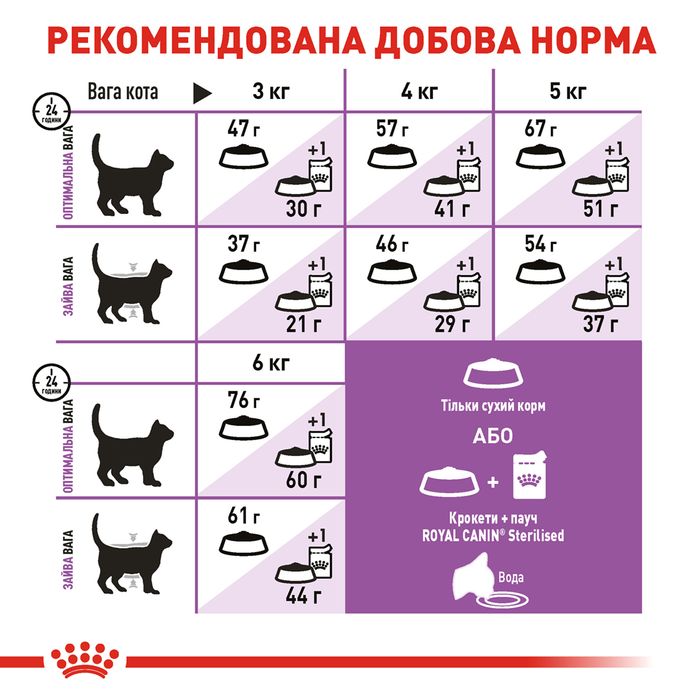 РЕКОМЕНДОВАНА ДОБОВА НОРМА
Вага кота 3 кг 4 кг 5 кг
24 години
ОПТИМАЛЬНА ВАГА
47 г 57 г 67 г
+1 +1 +1
30 г 41 г 51 г
ЗАЙВА ВАГА
37 г 46 г 54 г
+1 +1 +1
21 г 29 г 37 г
6 кг
24 години
ОПТИМАЛЬНА ВАГА
76 г
+1
60 г
ЗАЙВА ВАГА
61 г
+1
44 г
Тільки сухий корм
АБО
+
Крокети + пауч
ROYAL CANIN® Sterilised
Вода